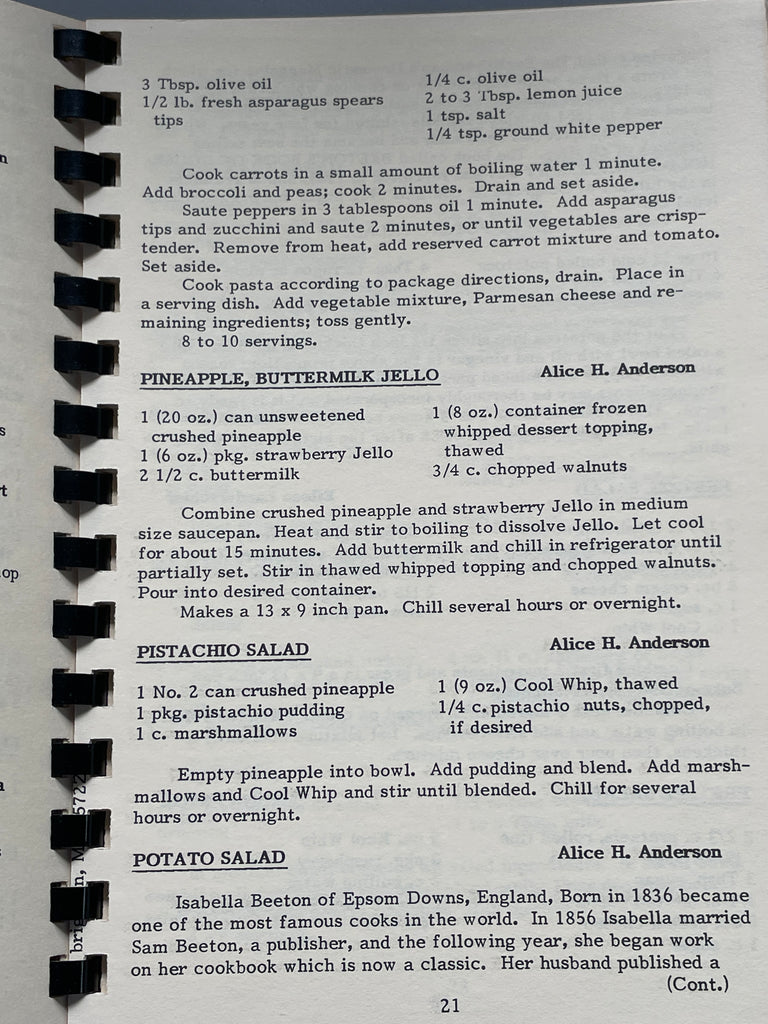 3 Tbsp. olive oil
1/2 lb. fresh asparagus spears
tips
1/4 c. olive oil
2 to 3 Tbsp. lemon juice
1 tsp. salt
1/4 tsp. ground white pepper
Cook carrots in a small amount of boiling water 1 minute.
Add broccoli and peas; cook 2 minutes. Drain and set aside.
Saute peppers in 3 tablespoons oil 1 minute. Add asparagus
tips and zucchini and saute 2 minutes, or until vegetables are crisp-
tender. Remove from heat, add reserved carrot mixture and tomato.
Set aside.
Cook pasta according to package directions, drain. Place in
a serving dish. Add vegetable mixture, Parmesan cheese and re-
maining ingredients; toss gently.
8 to 10 servings.
PINEAPPLE, BUTTERMILK JELLO Alice H. Anderson
1 (20 oz.) can unsweetened
crushed pineapple
1 (6 oz.) pkg. strawberry Jello
2 1/2 c. buttermilk
1 (8 oz.) container frozen
whipped dessert topping,
thawed
3/4 c. chopped walnuts
Combine crushed pineapple and strawberry Jello in medium
size saucepan. Heat and stir to boiling to dissolve Jello. Let cool
for about 15 minutes. Add buttermilk and chill in refrigerator until
partially set. Stir in thawed whipped topping and chopped walnuts.
Pour into desired container.
Makes a 13 x 9 inch pan. Chill several hours or overnight.
PISTACHIO SALAD Alice H. Anderson
1 No. 2 can crushed pineapple
1 pkg. pistachio pudding
1 c. marshmallows
1 (9 oz.) Cool Whip, thawed
1/4 c. pistachio nuts, chopped,
if desired
Empty pineapple into bowl. Add pudding and blend. Add marsh-
mallows and Cool Whip and stir until blended. Chill for several
hours or overnight.
POTATO SALAD Alice H. Anderson
Isabella Beeton of Epsom Downs, England, Born in 1836 became
one of the most famous cooks in the world. In 1856 Isabella married
Sam Beeton, a publisher, and the following year, she began work
on her cookbook which is now a classic. Her husband published a
(Cont.)
21